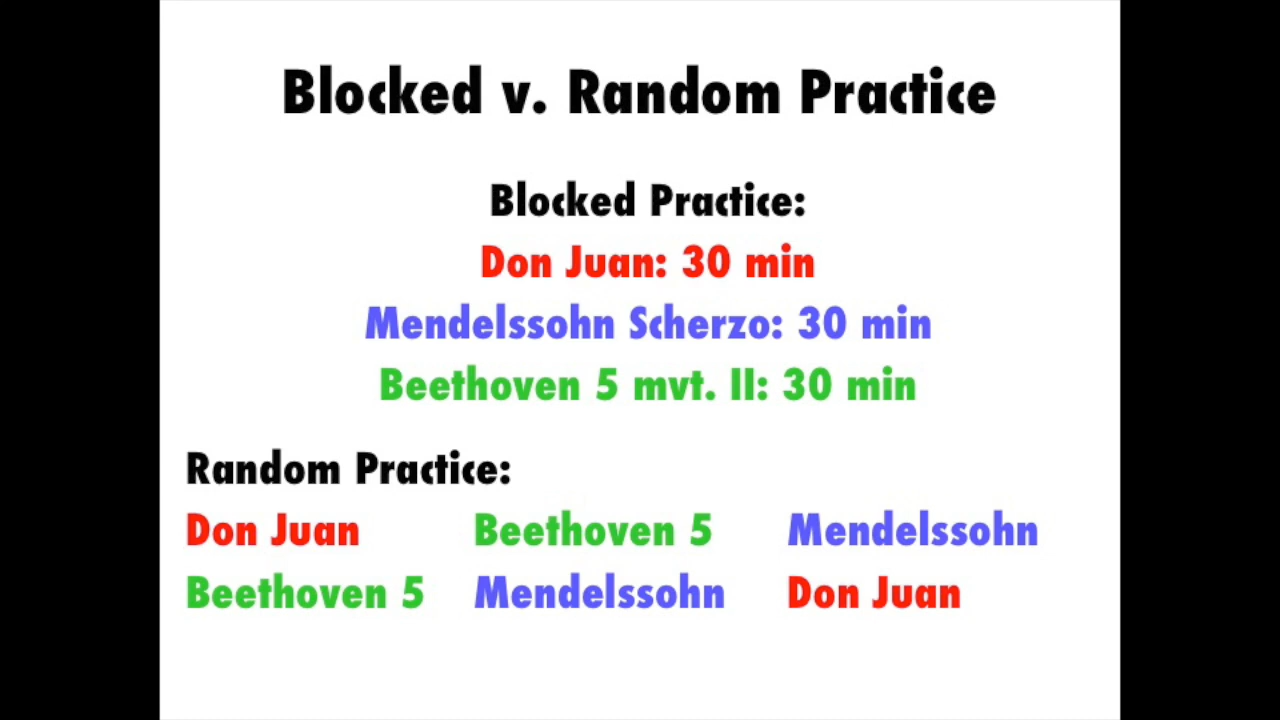 Blocked v. Random Practice
Blocked Practice:
Don Juan: 30 min
Mendelssohn Scherzo: 30 min
Beethoven 5 mvt. II: 30 min
Random Practice:
Don Juan Beethoven 5 Mendelssohn
Beethoven 5 Mendelssohn Don Juan